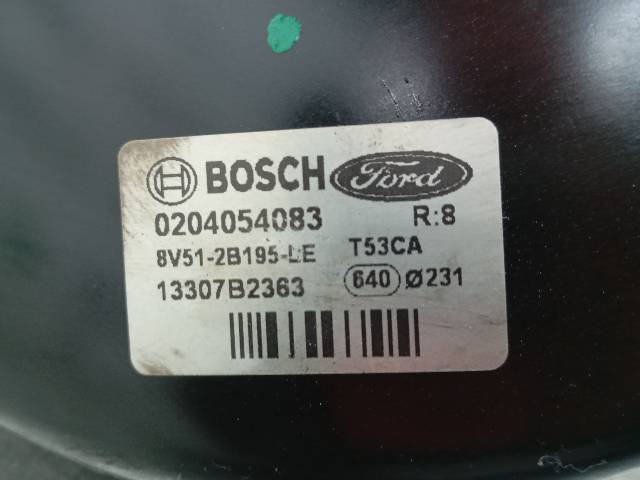 BOSCH Ford
0204054083 R:8
8V51-2B195-LE T53CA
13307B2363 640 Ø231